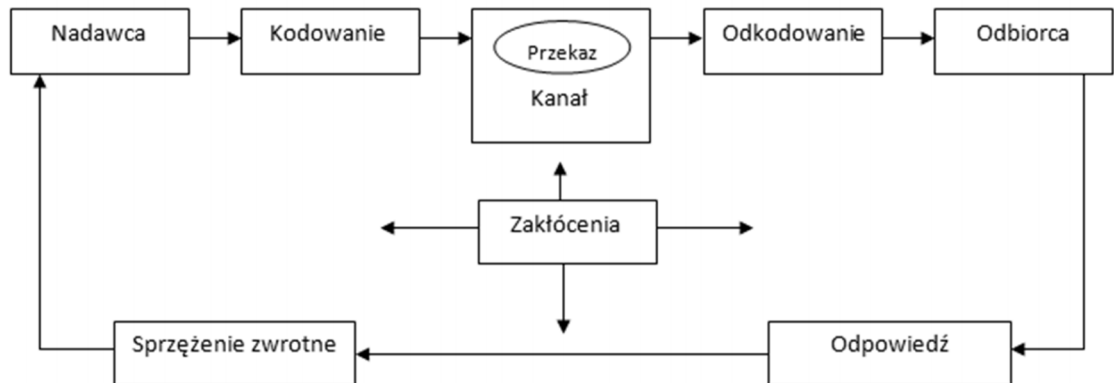 Nadawca
Kodowanie
Przekaz
Kanał
Odkodowanie
Odbiorca
Zakłócenia
Sprzężenie zwrotne
Odpowiedź